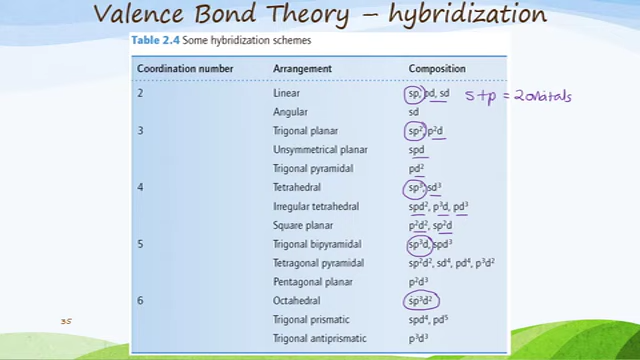 Valence Bond Theory – hybridization
Table 2.4 Some hybridization schemes
Coordination number Arrangement Composition
2 Linear sp, pd, sd s+p = 2 orbitals
Angular sd
3 Trigonal planar sp², p²d
Unsymmetrical planar spd
Trigonal pyramidal pd²
4 Tetrahedral sp³, sd³
Irregular tetrahedral spd², p³d, pd³
Square planar p²d², sp²d
5 Trigonal bipyramidal sp³d, spd³
Tetragonal pyramidal sp²d², sd⁴, pd⁴, p³d²
Pentagonal planar p²d³
6 Octahedral sp³d²
Trigonal prismatic spd⁴, pd⁵
Trigonal antiprismatic p³d³
35